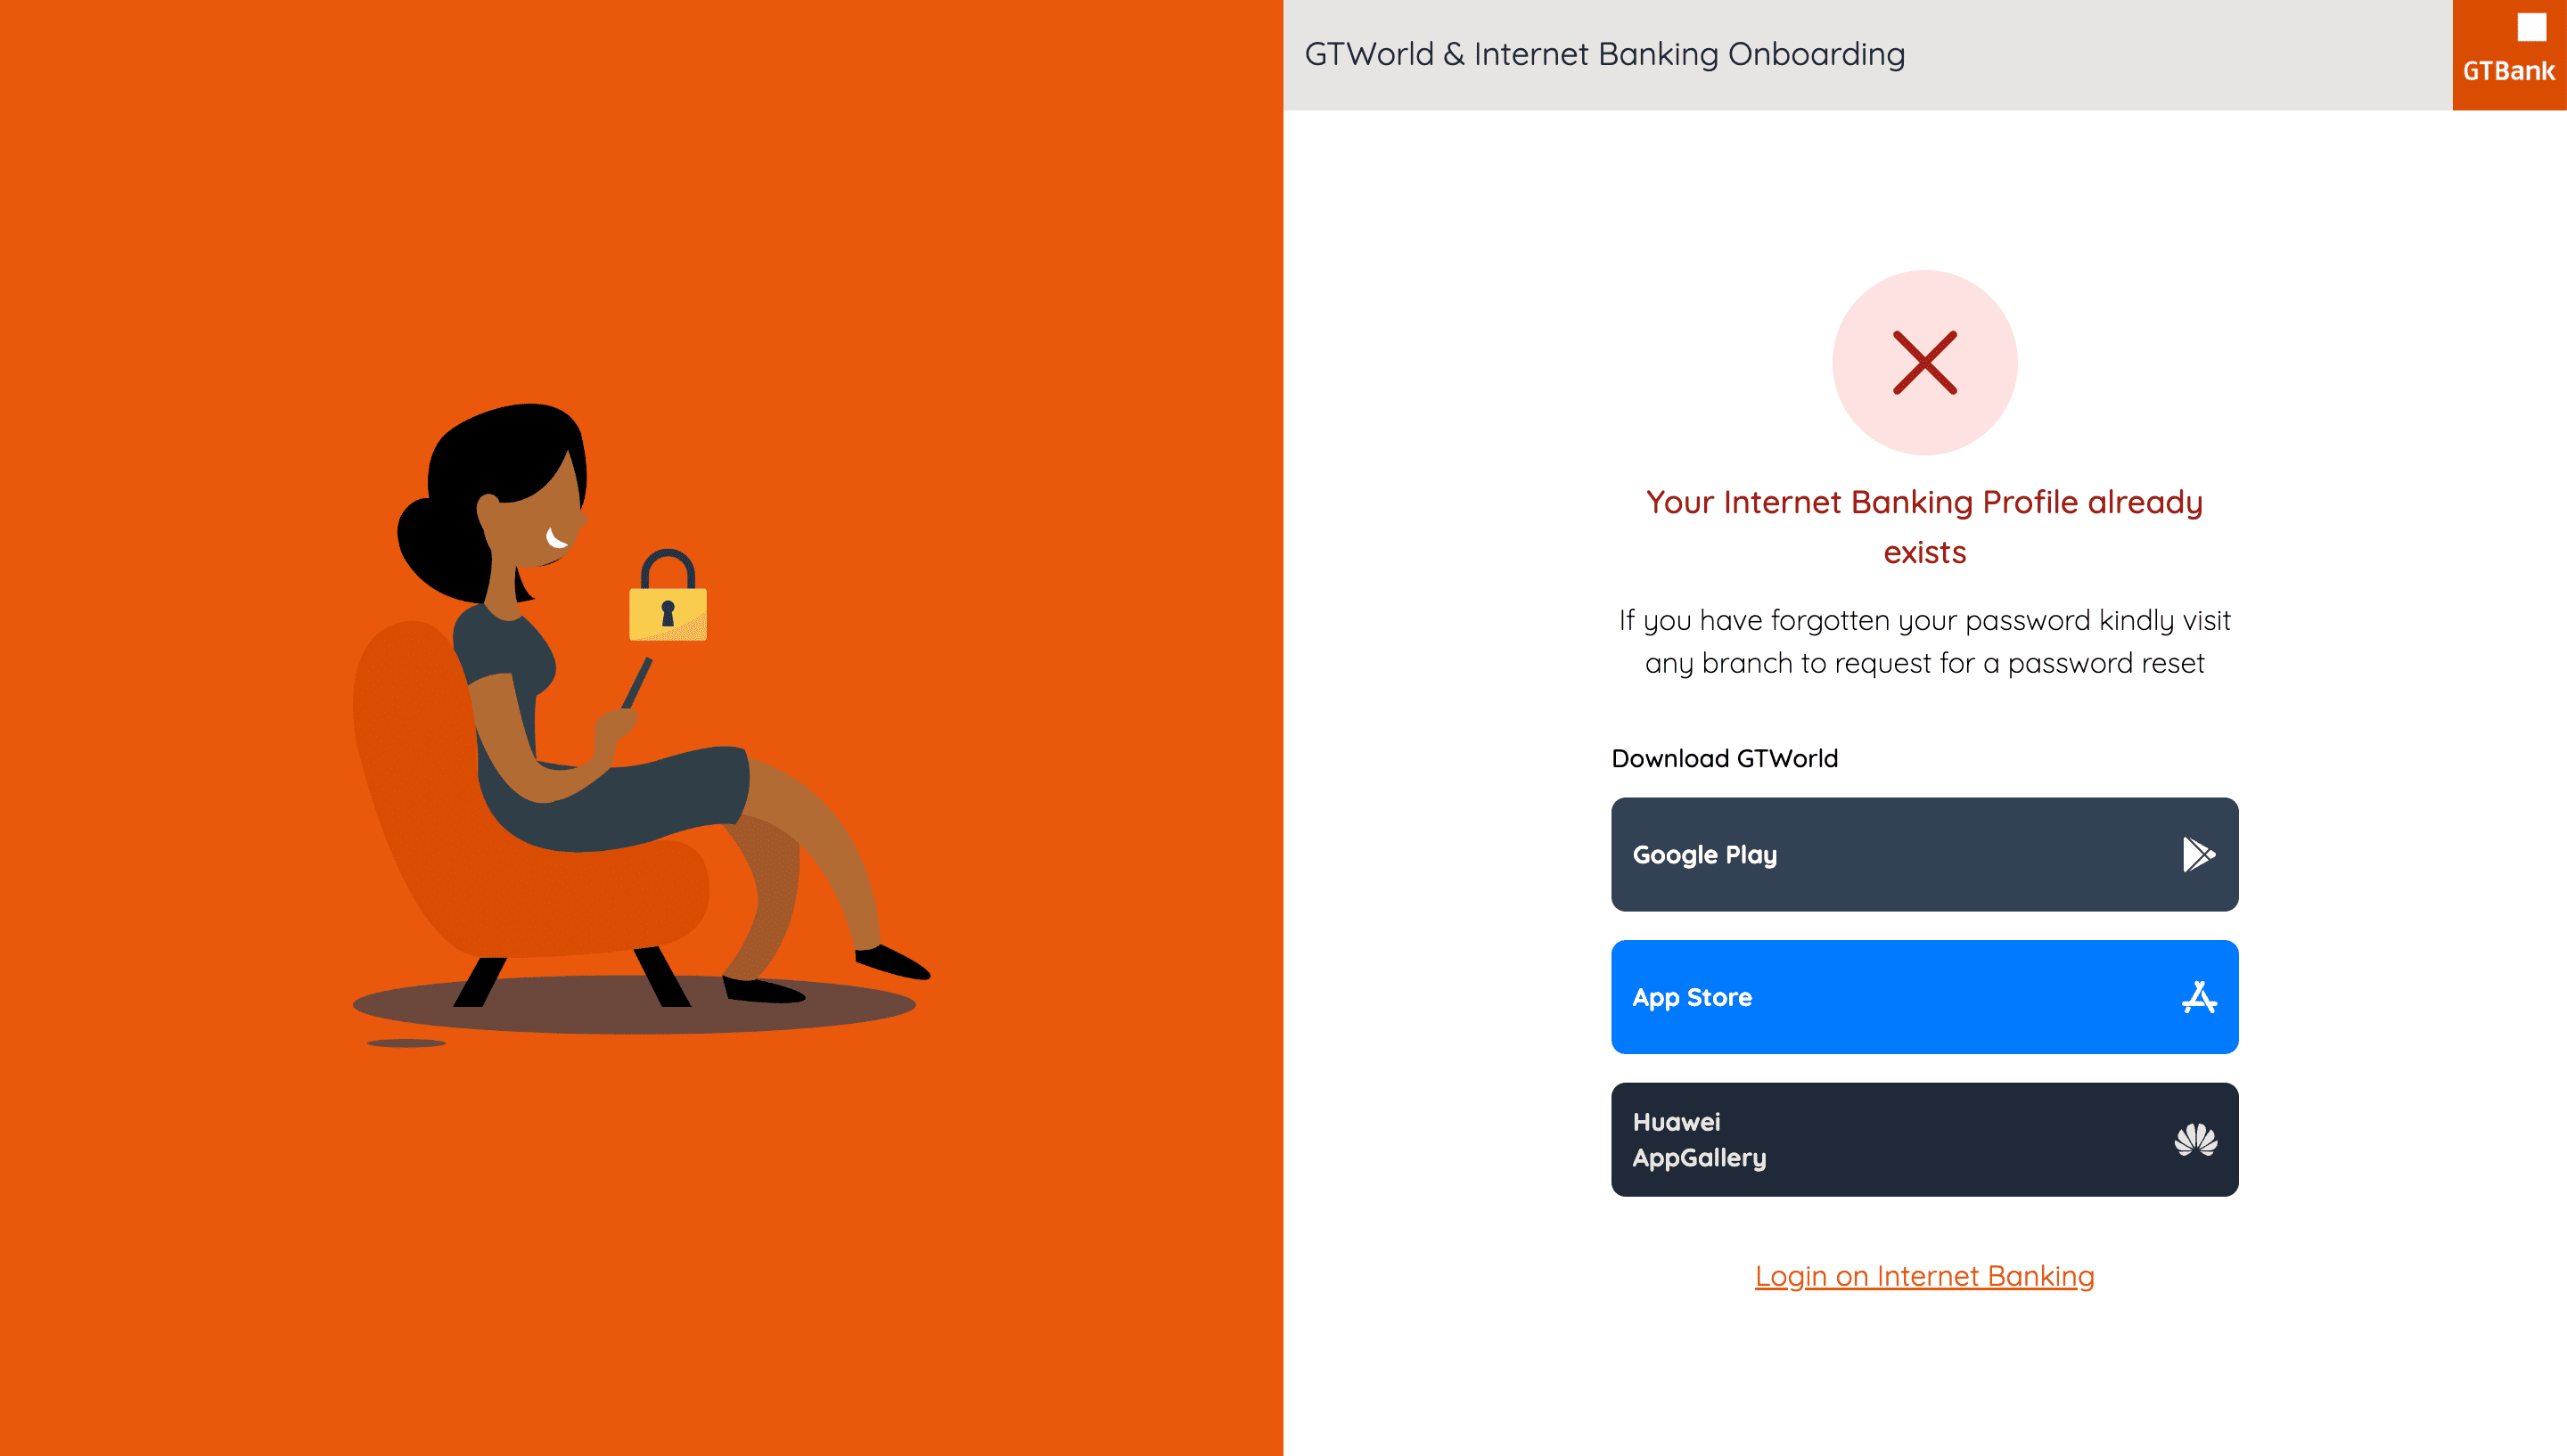 GTWorld & Internet Banking Onboarding
GTBank
Your Internet Banking Profile already
exists
If you have forgotten your password kindly visit
any branch to request for a password reset
Download GTWorld
Google Play
App Store
Huawei
AppGallery
Login on Internet Banking